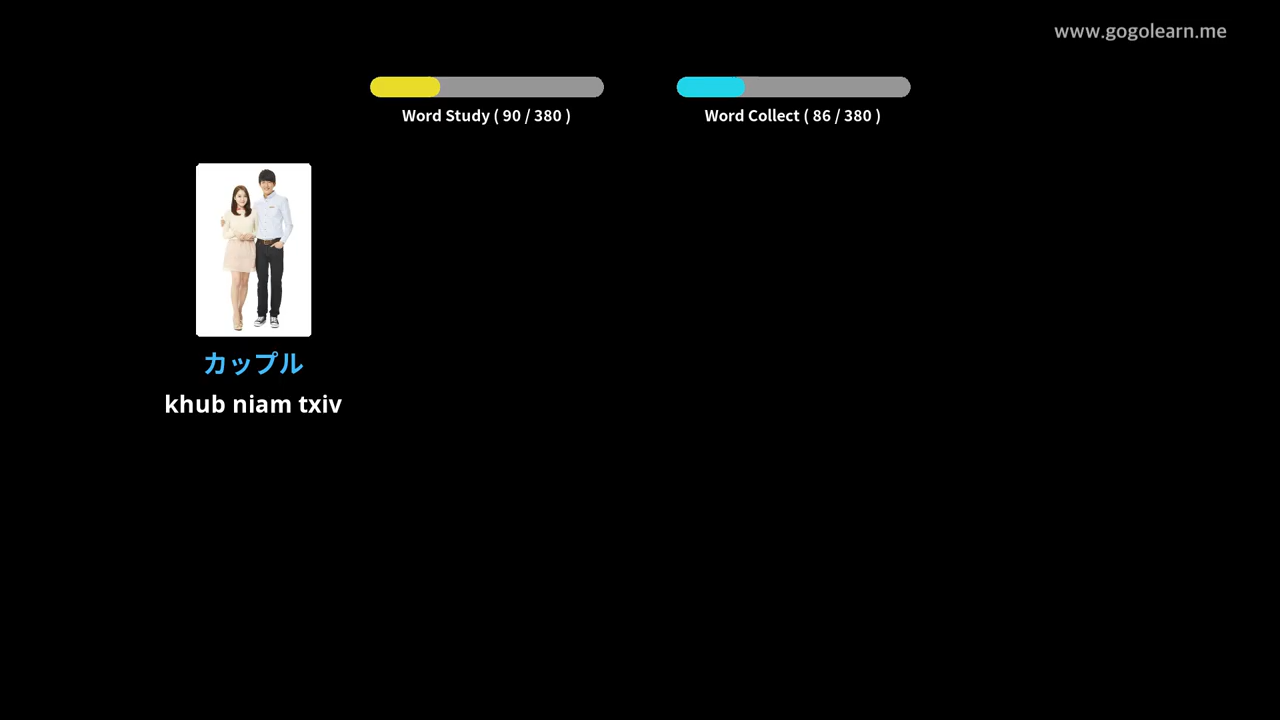 www.gogolearn.me
Word Study ( 90 / 380 )
Word Collect ( 86 / 380 )
カップル
khub niam txiv